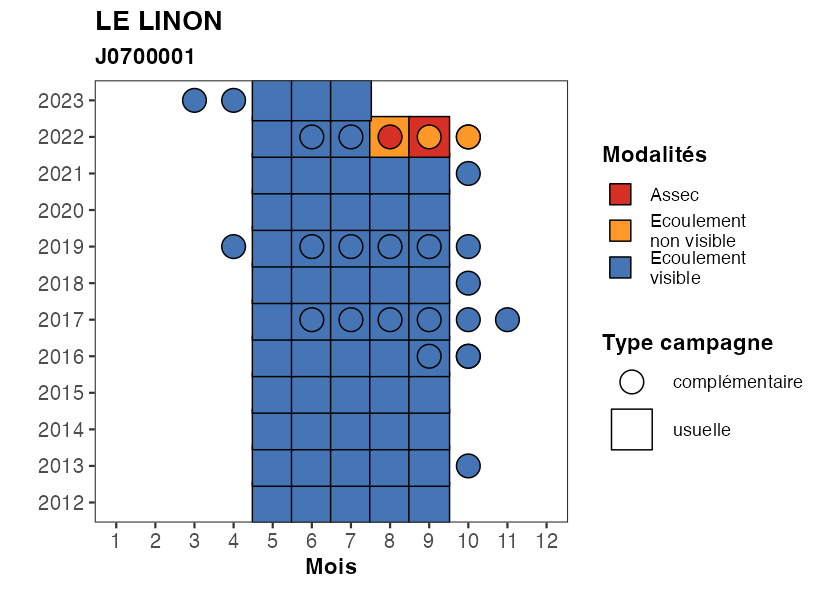 LE LINON
J0700001
2023
2022
2021
2020
2019
2018
2017
2016
2015
2014
2013
2012
1 2 3 4 5 6 7 8 9 10 11 12
Mois
Modalités
Assec
Ecoulement
non visible
Ecoulement
visible
Type campagne
complémentaire
usuelle